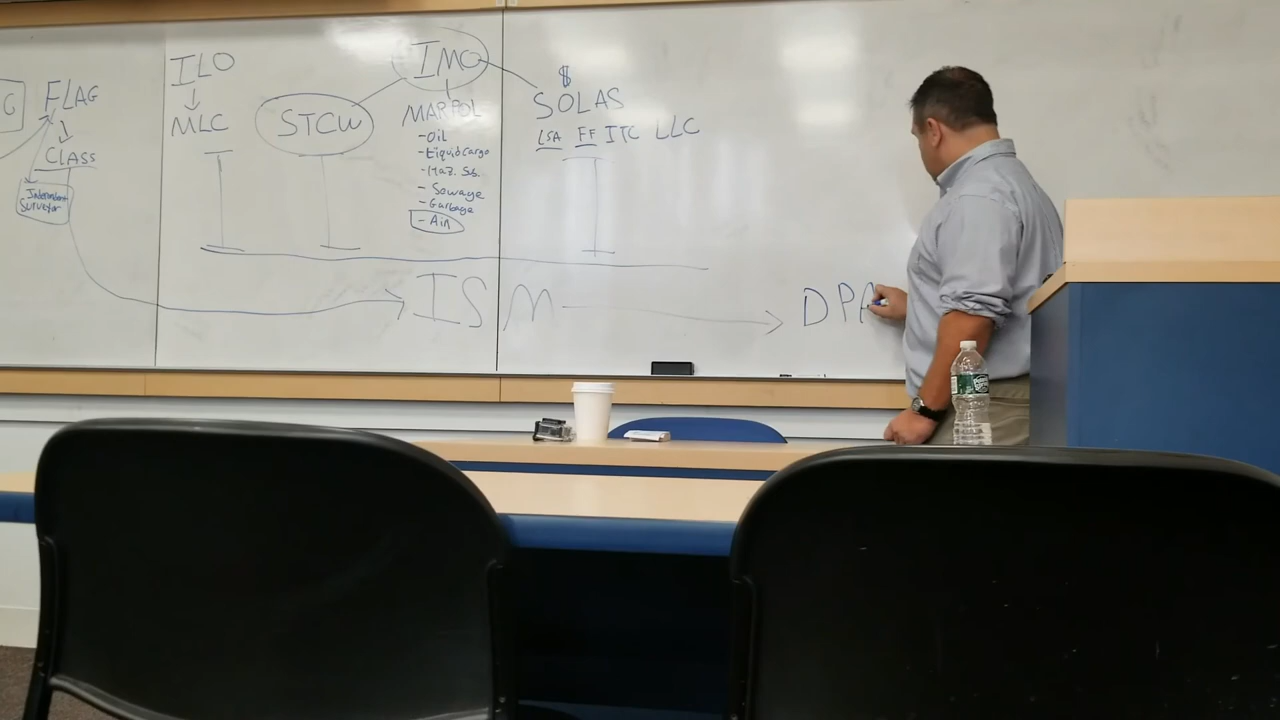 G
FLAG
CLASS
Independent
Surveyor
ILO
MLC
STCW
IMO
MARPOL
-Oil
-Liquid Cargo
-Haz. Sb.
-Sewage
-Garbage
-Air
$
SOLAS
LSA FF ITC LLC
ISM
DPA